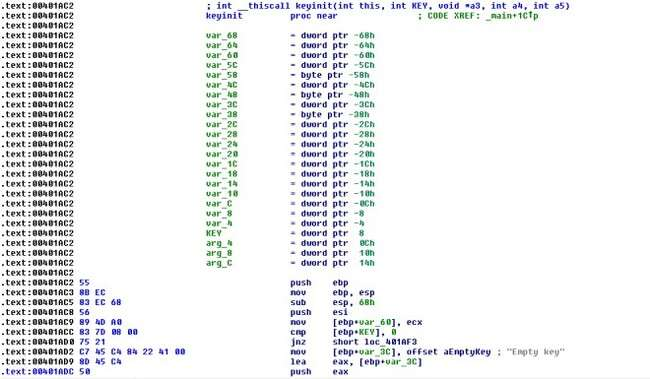 .text:00401AC2 ; int __thiscall keyinit(int this, int KEY, void *a3, int a4, int a5)
.text:00401AC2 keyinit proc near ; CODE XREF: _main+1C↑p
.text:00401AC2
.text:00401AC2 var_68 = dword ptr -68h
.text:00401AC2 var_64 = dword ptr -64h
.text:00401AC2 var_60 = dword ptr -60h
.text:00401AC2 var_5C = dword ptr -5Ch
.text:00401AC2 var_58 = byte ptr -58h
.text:00401AC2 var_4C = dword ptr -4Ch
.text:00401AC2 var_48 = byte ptr -48h
.text:00401AC2 var_3C = dword ptr -3Ch
.text:00401AC2 var_38 = byte ptr -38h
.text:00401AC2 var_2C = dword ptr -2Ch
.text:00401AC2 var_28 = dword ptr -28h
.text:00401AC2 var_24 = dword ptr -24h
.text:00401AC2 var_20 = dword ptr -20h
.text:00401AC2 var_1C = dword ptr -1Ch
.text:00401AC2 var_18 = dword ptr -18h
.text:00401AC2 var_14 = dword ptr -14h
.text:00401AC2 var_10 = dword ptr -10h
.text:00401AC2 var_C = dword ptr -0Ch
.text:00401AC2 var_8 = dword ptr -8
.text:00401AC2 var_4 = dword ptr -4
.text:00401AC2 KEY = dword ptr 8
.text:00401AC2 arg_4 = dword ptr 0Ch
.text:00401AC2 arg_8 = dword ptr 10h
.text:00401AC2 arg_C = dword ptr 14h
.text:00401AC2
.text:00401AC2 55 push ebp
.text:00401AC3 8B EC mov ebp, esp
.text:00401AC5 83 EC 68 sub esp, 68h
.text:00401AC8 56 push esi
.text:00401AC9 89 4D A0 mov [ebp+var_60], ecx
.text:00401ACC 83 7D 08 00 cmp [ebp+KEY], 0
.text:00401AD0 75 21 jnz short loc_401AF3
.text:00401AD2 C7 45 C4 84 22 41 00 mov [ebp+var_3C], offset aEmptyKey ; "Empty key"
.text:00401AD9 8D 45 C4 lea eax, [ebp+var_3C]
.text:00401ADC 50 push eax